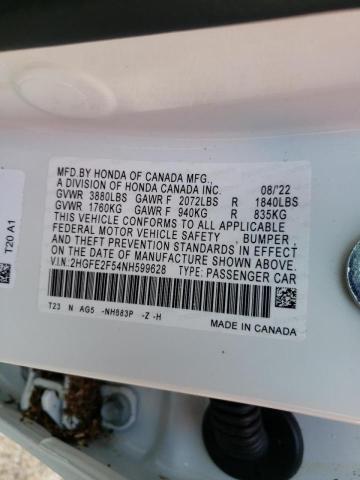 MFD.BY HONDA OF CANADA MFG.,
A DIVISION OF HONDA CANADA INC. 08/'22
GVWR 3880LBS GAWR F 2072LBS R 1840LBS
GVWR 1760KG GAWR F 940KG R 835KG
THIS VEHICLE CONFORMS TO ALL APPLICABLE
FEDERAL MOTOR VEHICLE SAFETY , BUMPER ,
AND THEFT PREVENTION STANDARDS IN EFFECT
ON THE DATE OF MANUFACTURE SHOWN ABOVE.
V.I.N.:2HGFE2F54NH599628 TYPE: PASSENGER CAR
T23 N AG5 -NH883P -Z -H
MADE IN CANADA
T20 A1